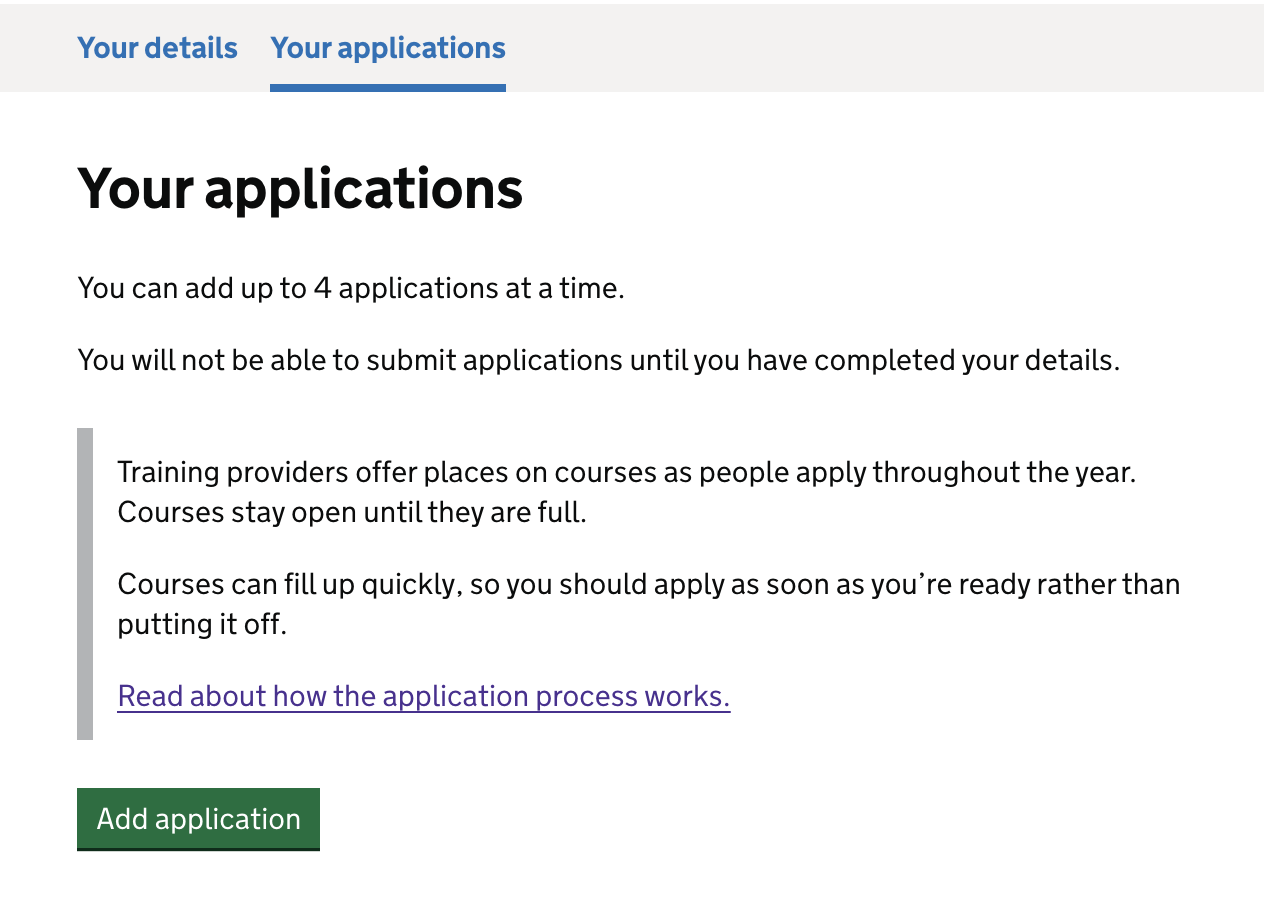 Your details Your applications
Your applications
You can add up to 4 applications at a time.
You will not be able to submit applications until you have completed your details.
Training providers offer places on courses as people apply throughout the year.
Courses stay open until they are full.
Courses can fill up quickly, so you should apply as soon as you’re ready rather than
putting it off.
Read about how the application process works.
Add application